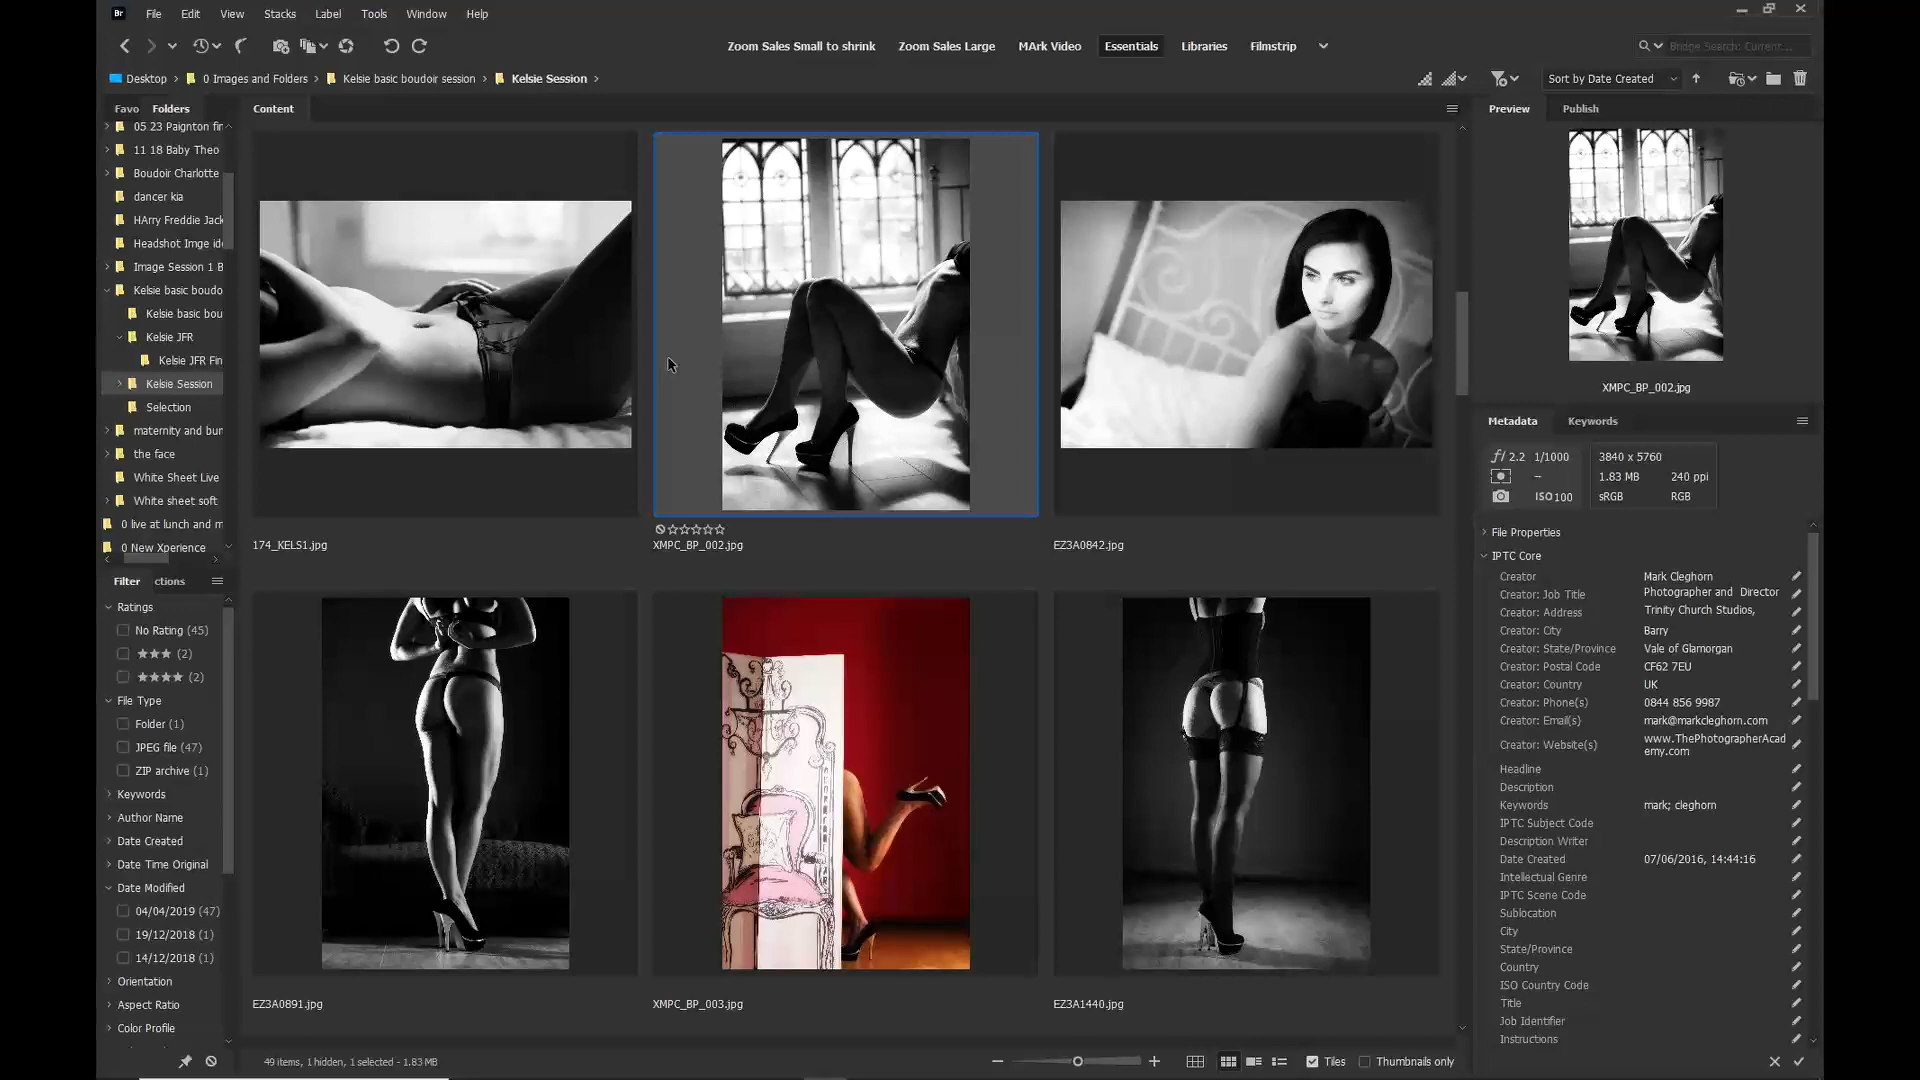 Br File Edit View Stacks Label Tools Window Help
Zoom Sales Small to shrink Zoom Sales Large MArk Video Essentials Libraries Filmstrip
Bridge Search: Current...
Desktop 0 Images and Folders Kelsie basic boudoir session Kelsie Session
Sort by Date Created
Favo Folders
05 23 Paignton fir
11 18 Baby Theo
Boudoir Charlotte
dancer kia
HArry Freddie Jack
Headshot Imge ide
Image Session 1 B
Kelsie basic boudo
Kelsie basic bou
Kelsie JFR
Kelsie JFR Fin
Kelsie Session
Selection
maternity and bur
the face
White Sheet Live
White sheet soft
0 live at lunch and m
0 New Xperience
Filter ctions
Ratings
No Rating (45)
★★★ (2)
★★★★ (2)
File Type
Folder (1)
JPEG file (47)
ZIP archive (1)
Keywords
Author Name
Date Created
Date Time Original
Date Modified
04/04/2019 (47)
19/12/2018 (1)
14/12/2018 (1)
Orientation
Aspect Ratio
Color Profile
Content
174_KELS1.jpg
XMPC_BP_002.jpg
EZ3A0842.jpg
EZ3A0891.jpg
XMPC_BP_003.jpg
EZ3A1440.jpg
49 items, 1 hidden, 1 selected - 1.83 MB
Tiles Thumbnails only
Preview Publish
XMPC_BP_002.jpg
Metadata Keywords
f/ 2.2 1/1000
--
ISO100
3840 x 5760
1.83 MB 240 ppi
sRGB RGB
File Properties
IPTC Core
Creator Mark Cleghorn
Creator: Job Title Photographer and Director
Creator: Address Trinity Church Studios,
Creator: City Barry
Creator: State/Province Vale of Glamorgan
Creator: Postal Code CF62 7EU
Creator: Country UK
Creator: Phone(s) 0844 856 9987
Creator: Email(s) mark@markcleghorn.com
Creator: Website(s) www.ThePhotographerAcad
emy.com
Headline
Description
Keywords mark; cleghorn
IPTC Subject Code
Description Writer
Date Created 07/06/2016, 14:44:16
Intellectual Genre
IPTC Scene Code
Sublocation
City
State/Province
Country
ISO Country Code
Title
Job Identifier
Instructions